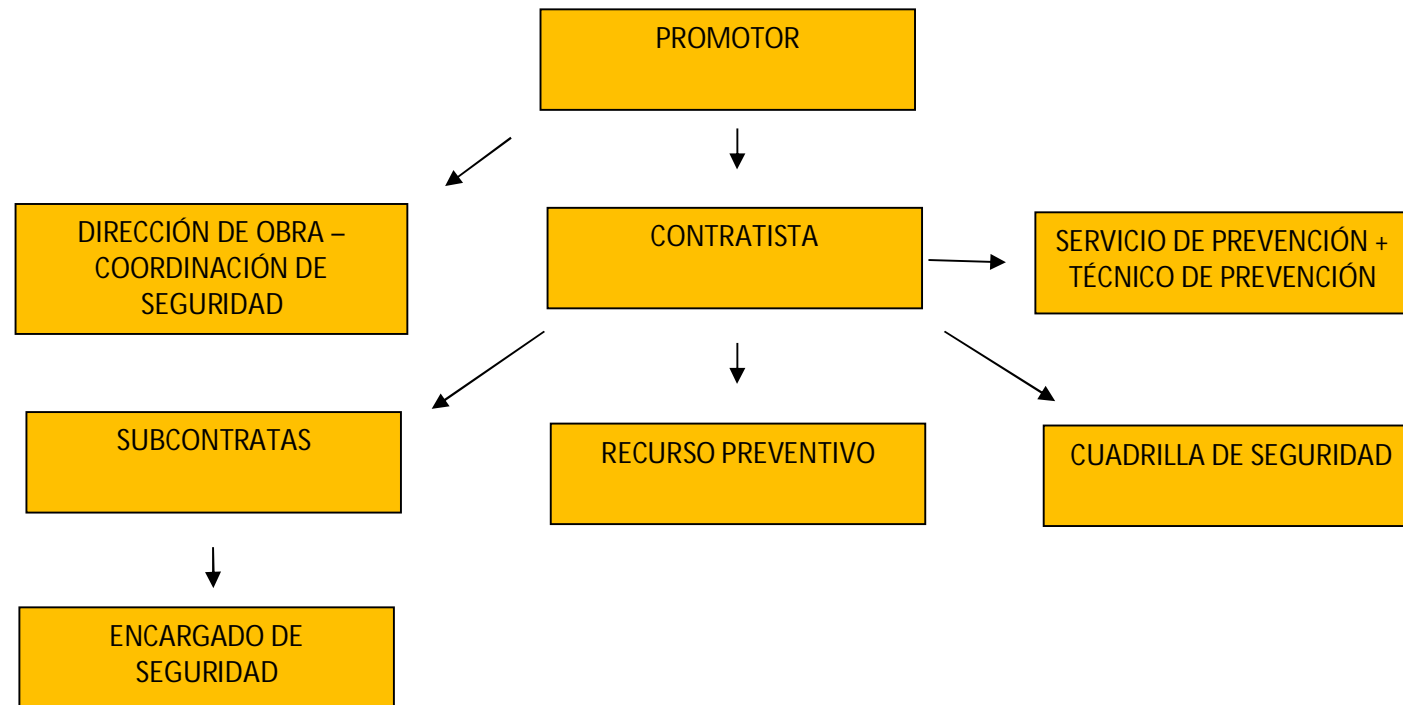 PROMOTOR
DIRECCIÓN DE OBRA –
COORDINACIÓN DE
SEGURIDAD
CONTRATISTA
SERVICIO DE PREVENCIÓN +
TÉCNICO DE PREVENCIÓN
SUBCONTRATAS
RECURSO PREVENTIVO
CUADRILLA DE SEGURIDAD
ENCARGADO DE
SEGURIDAD